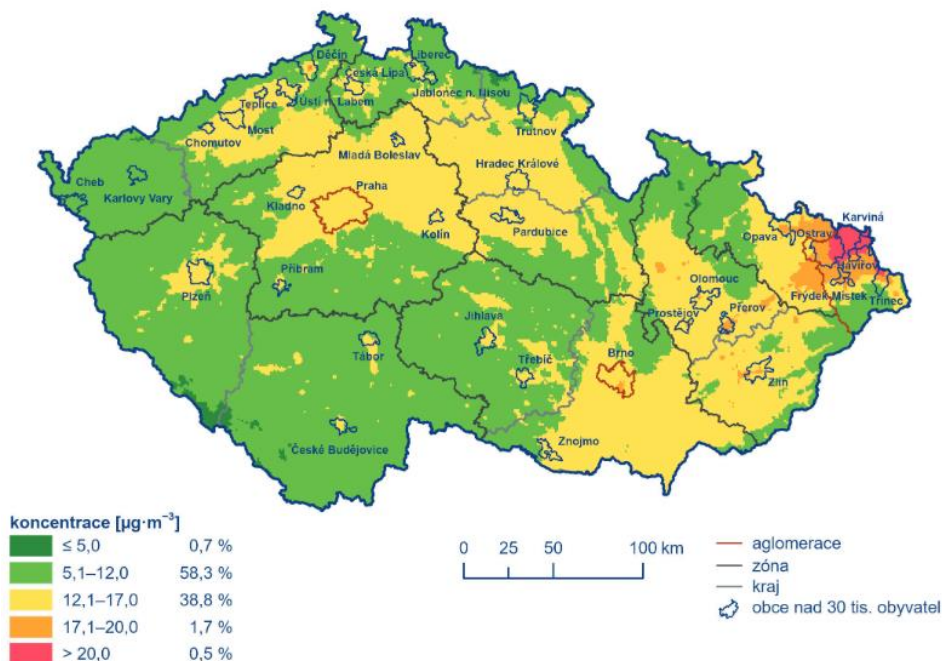 Děčín
Liberec
Česká Lípa
Jablonec n. Nisou
Teplice
Ústí n. Labem
Most
Chomutov
Trutnov
Mladá Boleslav
Hradec Králové
Cheb
Karlovy Vary
Kladno
Praha
Kolín
Pardubice
Opava
Ostrava
Karviná
Havířov
Frýdek Místek
Třinec
Plzeň
Příbram
Olomouc
Přerov
Prostějov
Jihlava
Tábor
Třebíč
Brno
Zlín
České Budějovice
Znojmo
koncentrace [µg·m⁻³]
≤ 5,0 0,7 %
5,1–12,0 58,3 %
12,1–17,0 38,8 %
17,1–20,0 1,7 %
> 20,0 0,5 %
0 25 50 100 km
aglomerace
zóna
kraj
obce nad 30 tis. obyvatel